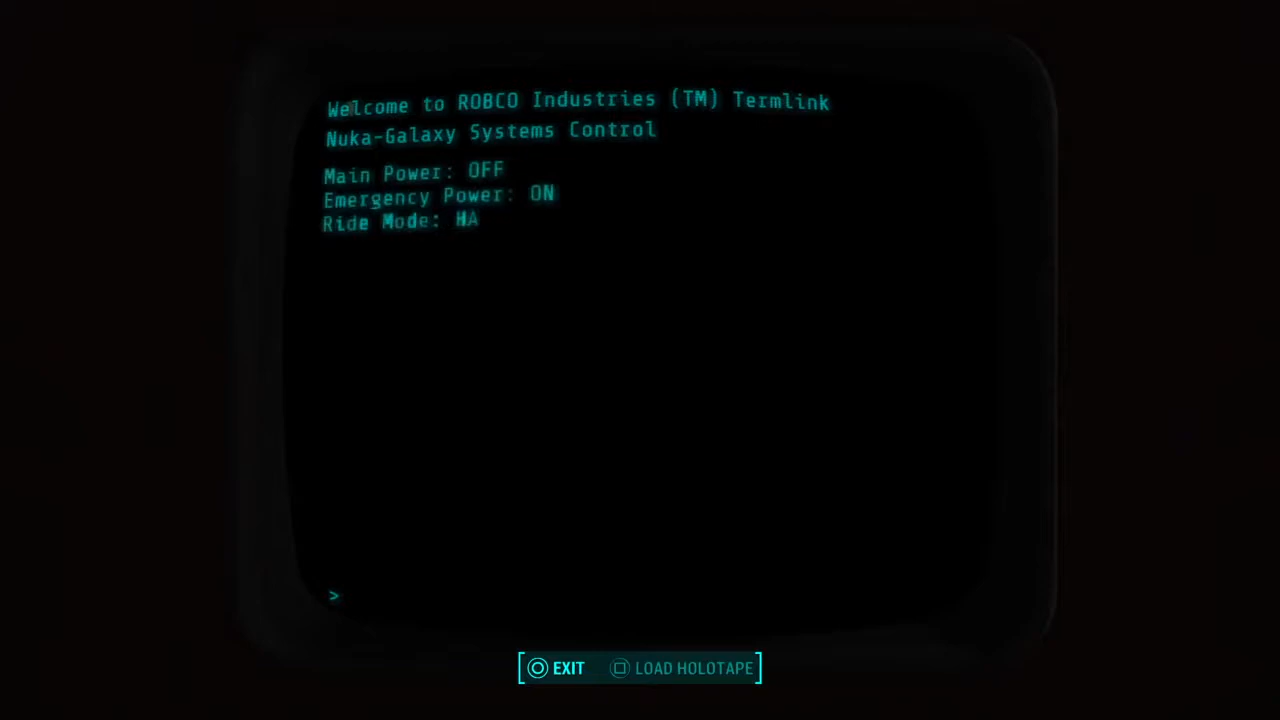 Welcome to ROBCO Industries (TM) Termlink
Nuka-Galaxy Systems Control
Main Power: OFF
Emergency Power: ON
Ride Mode: HA
>
EXIT LOAD HOLOTAPE